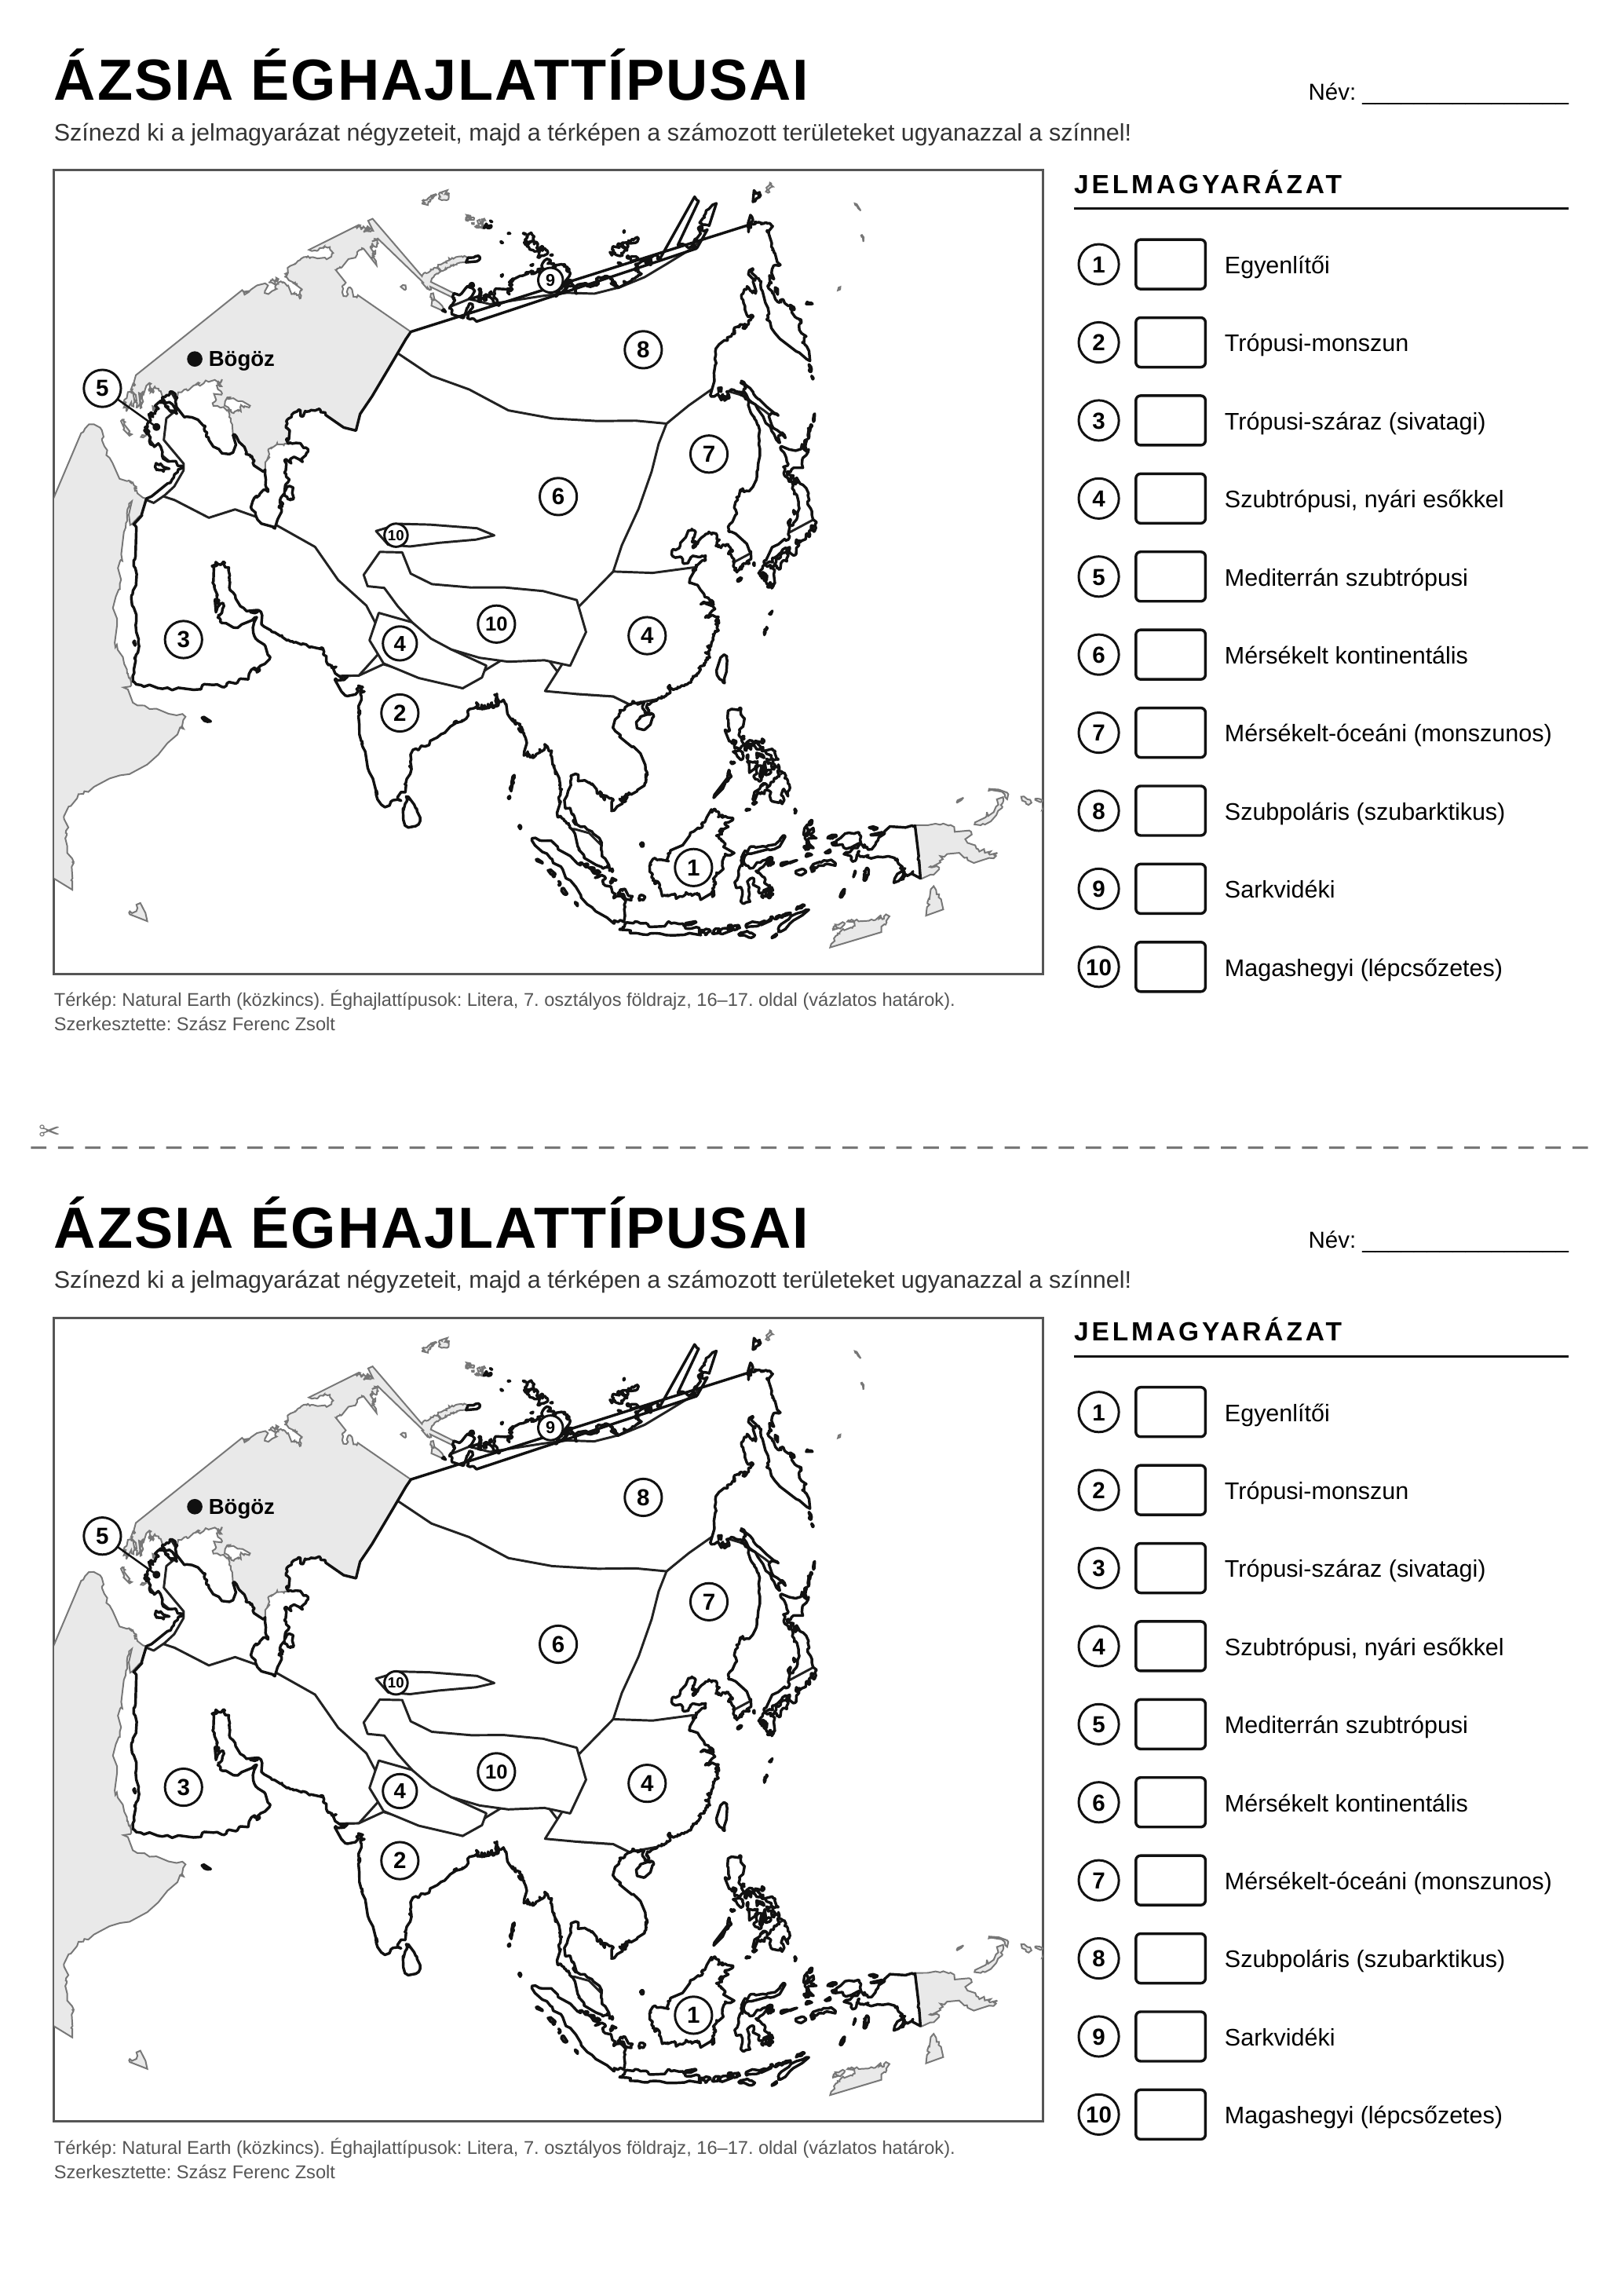 ÁZSIA ÉGHAJLATTÍPUSAI
Név: ________________
Színezd ki a jelmagyarázat négyzeteit, majd a térképen a számozott területeket ugyanazzal a színnel!
9
8
Bögöz
5
7
6
10
10
3
4
4
2
1
JELMAGYARÁZAT
1 Egyenlítői
2 Trópusi-monszun
3 Trópusi-száraz (sivatagi)
4 Szubtrópusi, nyári esőkkel
5 Mediterrán szubtrópusi
6 Mérsékelt kontinentális
7 Mérsékelt-óceáni (monszunos)
8 Szubpoláris (szubarktikus)
9 Sarkvidéki
10 Magashegyi (lépcsőzetes)
Térkép: Natural Earth (közkincs). Éghajlattípusok: Litera, 7. osztályos földrajz, 16–17. oldal (vázlatos határok).
Szerkesztette: Szász Ferenc Zsolt
ÁZSIA ÉGHAJLATTÍPUSAI
Név: ________________
Színezd ki a jelmagyarázat négyzeteit, majd a térképen a számozott területeket ugyanazzal a színnel!
9
8
Bögöz
5
7
6
10
10
3
4
4
2
1
JELMAGYARÁZAT
1 Egyenlítői
2 Trópusi-monszun
3 Trópusi-száraz (sivatagi)
4 Szubtrópusi, nyári esőkkel
5 Mediterrán szubtrópusi
6 Mérsékelt kontinentális
7 Mérsékelt-óceáni (monszunos)
8 Szubpoláris (szubarktikus)
9 Sarkvidéki
10 Magashegyi (lépcsőzetes)
Térkép: Natural Earth (közkincs). Éghajlattípusok: Litera, 7. osztályos földrajz, 16–17. oldal (vázlatos határok).
Szerkesztette: Szász Ferenc Zsolt